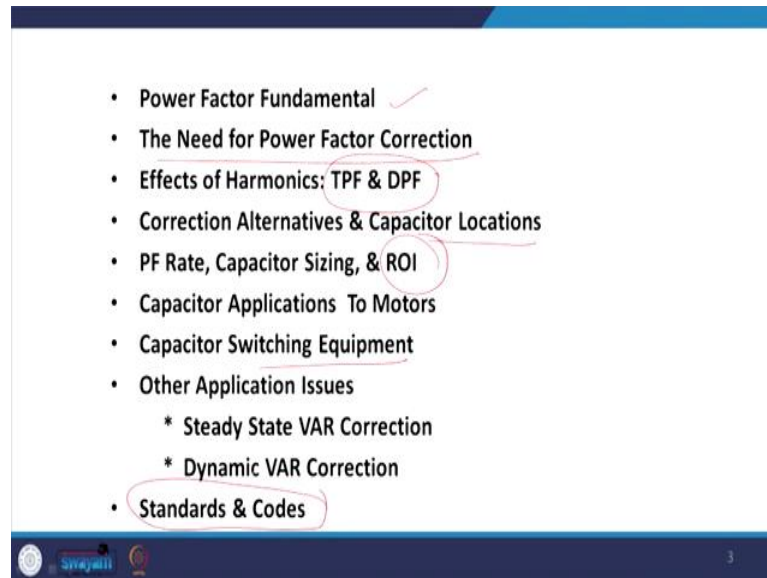 • Power Factor Fundamental
• The Need for Power Factor Correction
• Effects of Harmonics: TPF & DPF
• Correction Alternatives & Capacitor Locations
• PF Rate, Capacitor Sizing, & ROI
• Capacitor Applications To Motors
• Capacitor Switching Equipment
• Other Application Issues
* Steady State VAR Correction
* Dynamic VAR Correction
• Standards & Codes
swayam
3